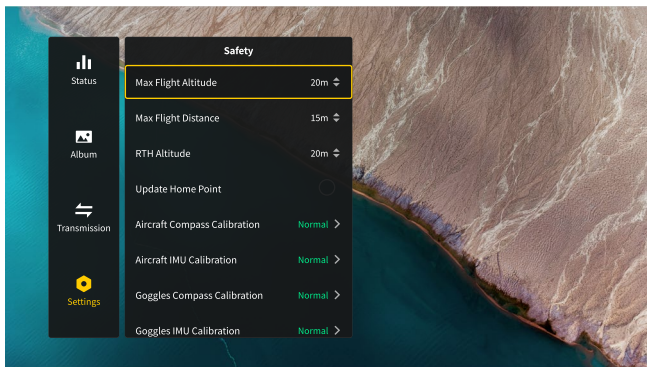 Safety
Status
Max Flight Altitude 20m
Max Flight Distance 15m
Album
RTH Altitude 20m
Update Home Point
Transmission
Aircraft Compass Calibration Normal
Aircraft IMU Calibration Normal
Settings
Goggles Compass Calibration Normal
Goggles IMU Calibration Normal